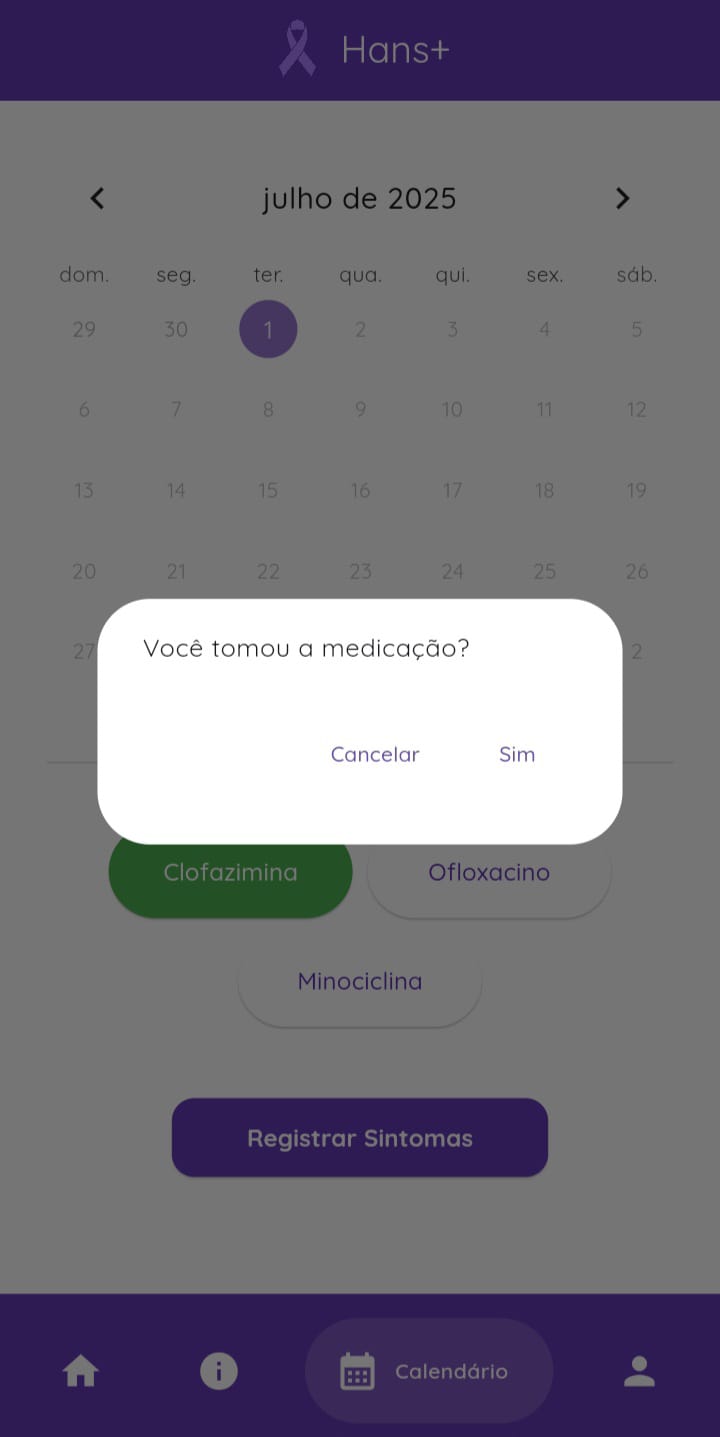 Hans+
julho de 2025
dom. seg. ter. qua. qui. sex. sáb.
29 30 1 2 3 4 5
6 7 8 9 10 11 12
13 14 15 16 17 18 19
20 21 22 23 24 25 26
27 2
Você tomou a medicação?
Cancelar Sim
Clofazimina Ofloxacino
Minociclina
Registrar Sintomas
Calendário